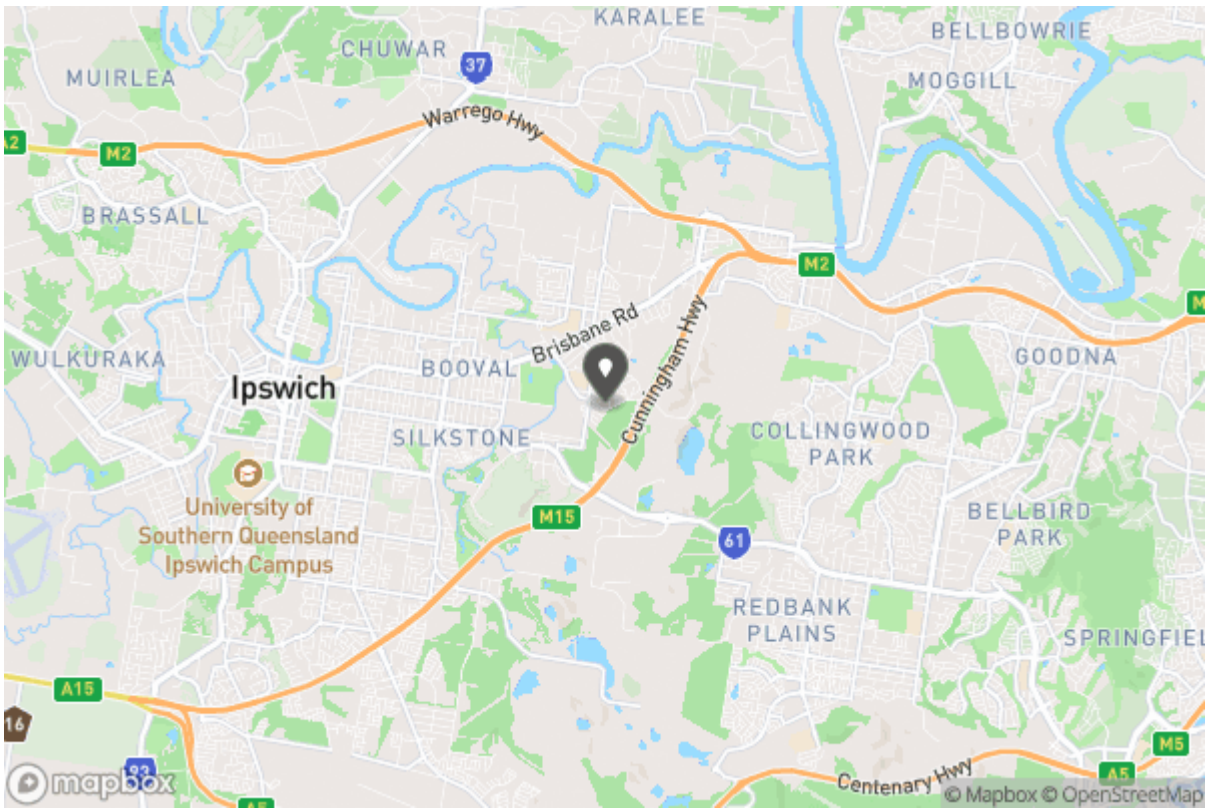 KARALEE
BELLBOWRIE
CHUWAR
37
MUIRLEA
MOGGILL
Warrego Hwy
A2
M2
BRASSALL
M2
M
Brisbane Rd
Cunningham Hwy
WULKURAKA
BOOVAL
GOODNA
Ipswich
SILKSTONE
COLLINGWOOD
PARK
University of
Southern Queensland
Ipswich Campus
M15
61
BELLBIRD
PARK
REDBANK
PLAINS
SPRINGFIEL
A15
16
M5
93
mapbox
A5
Centenary Hwy
A5
© Mapbox © OpenStreetMap